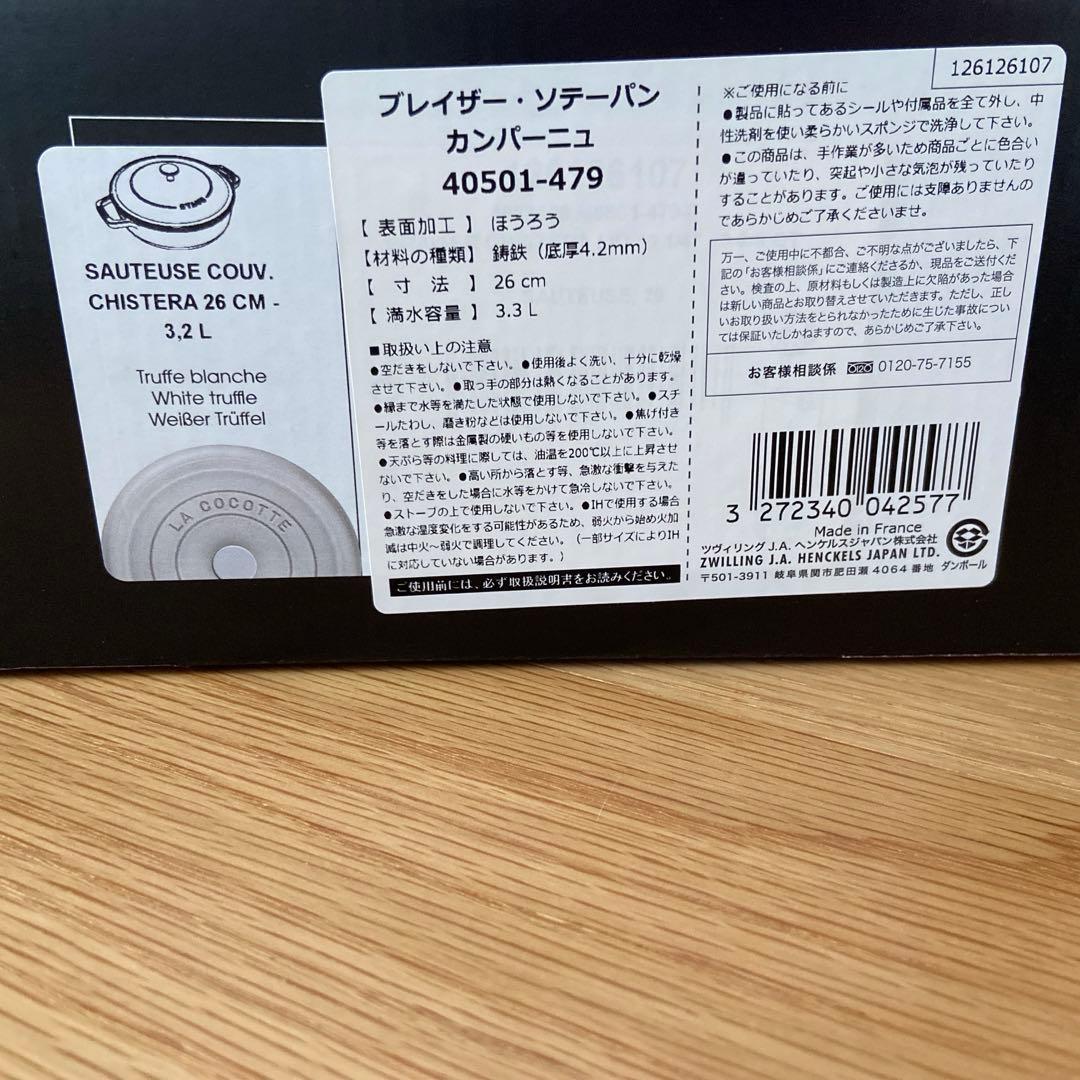 STAUB
SAUTEUSE COUV.
CHISTERA 26 CM -
3,2 L
Truffe blanche
White truffle
Weißer Trüffel
LA COCOTTE
ブレイザー・ソテーパン
カンパーニュ
40501-479
【 表面加工 】 ほうろう
【材料の種類】 鋳鉄（底厚4.2mm）
【 寸 法 】 26 cm
【 満水容量 】 3.3 L
■取扱い上の注意
●空だきをしないで下さい。●使用後よく洗い、十分に乾燥
させて下さい。●取っ手の部分は熱くなることがあります。
●縁まで水等を満たした状態で使用しないで下さい。●スチ
ールたわし、磨き粉などは使用しないで下さい。●焦げ付き
等を落とす際は金属製の硬いもの等を使用しないで下さい。
●天ぷら等の料理に際しては、油温を200℃以上に上昇させ
ないで下さい。●高い所から落とす等、急激な衝撃を与えた
り、空だきをした場合に水等をかけて急冷しないで下さい。
●ストーブの上で使用しないで下さい。●IHで使用する場合
急激な温度変化をする可能性があるため、弱火から始め火加
減は中火〜弱火で調理してください。（一部サイズによりIH
に対応していない場合があります。）
ご使用前には、必ず取扱説明書をお読みください。
126126107
※ご使用になる前に
●製品に貼ってあるシールや付属品を全て外し、中
性洗剤を使い柔らかいスポンジで洗浄して下さい。
●この商品は、手作業が多いため商品ごとに色合い
が違っていたり、突起や小さな気泡が残っていたり
することがあります。ご使用には支障ありませんの
であらかじめご了承くださいませ。
万一、ご使用中に不都合、ご不明な点がございましたら、下
記の「お客様相談係」にご連絡くださるか、現品をご送付くださ
い。検査の上、原材料もしくは製造上に欠陥があった場合
は新しい商品とお取り替えさせていただきます。ただし、正し
いお取り扱い方法をとられなかったために生じた事故につい
ては保証いたしかねますので、あらかじめご了承下さい。
お客様相談係 0120-75-7155
3 272340 042577
Made in France
ツヴィリング J.A. ヘンケルスジャパン株式会社
ZWILLING J.A. HENCKELS JAPAN LTD.
〒501-3911 岐阜県関市肥田瀬 4064 番地
ダンボール